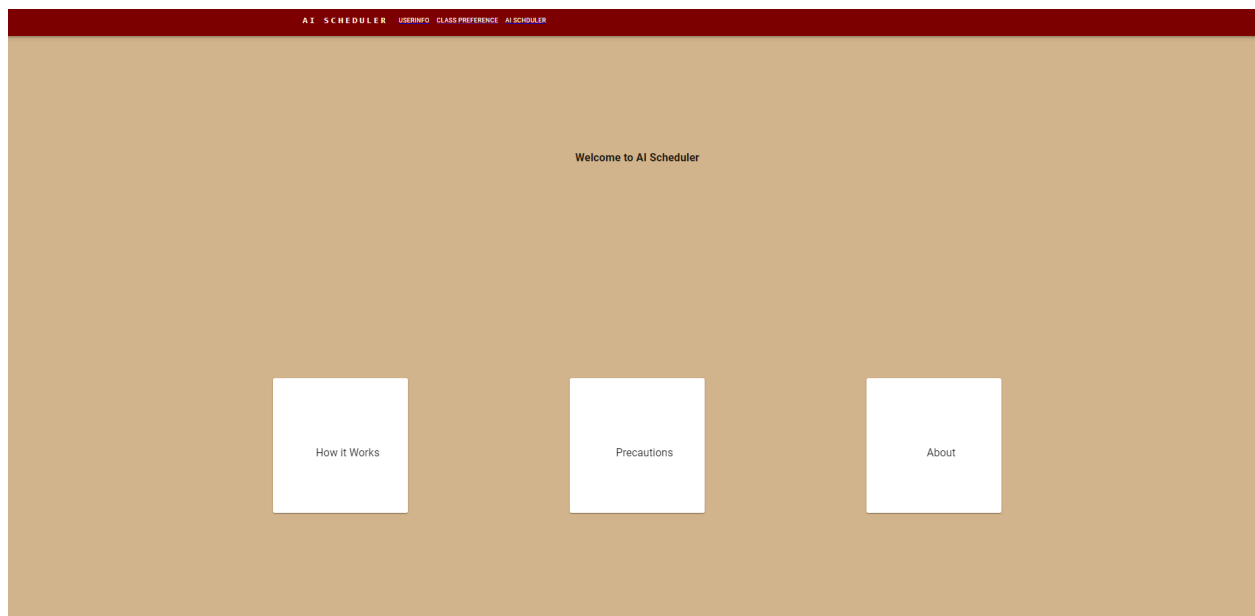 AI SCHEDULER USERINFO CLASS PREFERENCE AI SCHDULER
Welcome to AI Scheduler
How it Works
Precautions
About